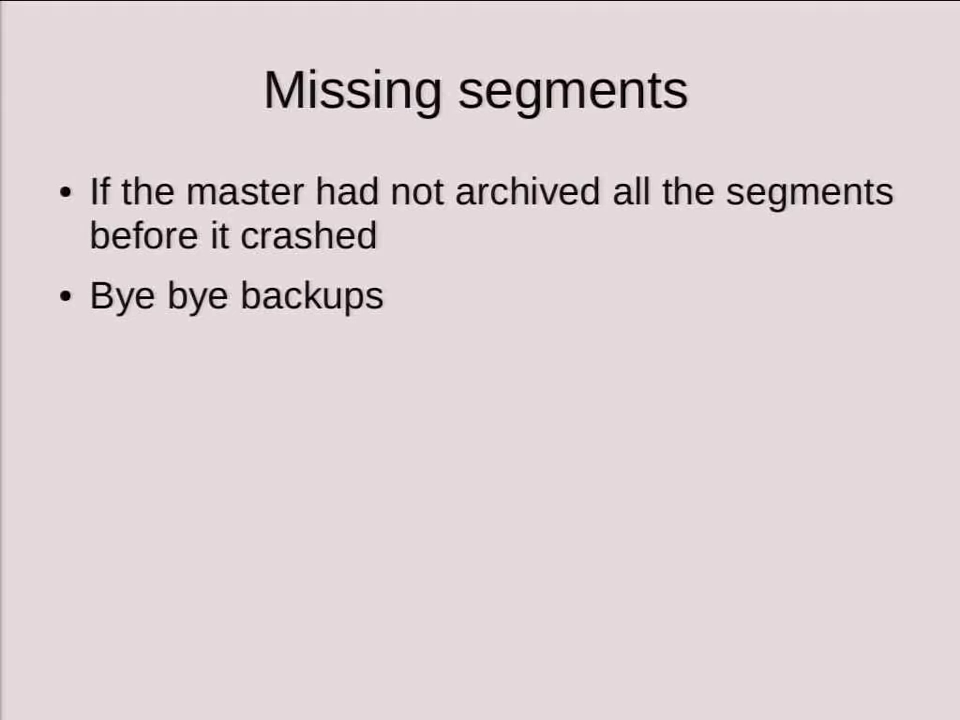 Missing segments
• If the master had not archived all the segments
before it crashed
• Bye bye backups